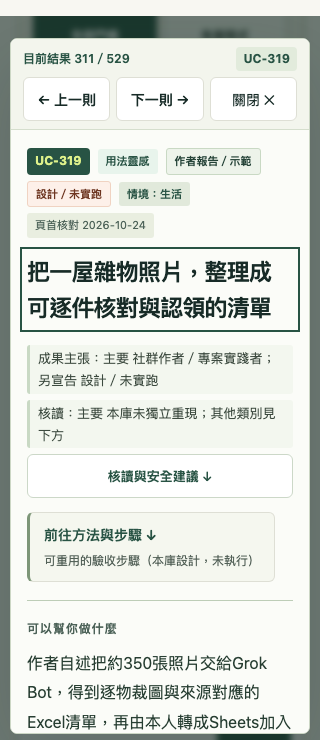 目前結果 311 / 529
UC-319
← 上一則
下一則 →
關閉 ×
UC-319
用法靈感
作者報告 / 示範
設計 / 未實跑
情境：生活
頁首核對 2026-10-24
把一屋雜物照片，整理成
可逐件核對與認領的清單
成果主張：主要 社群作者 / 專案實踐者；
另宣告 設計 / 未實跑
核讀：主要 本庫未獨立重現；其他類別見
下方
核讀與安全建議 ↓
前往方法與步驟 ↓
可重用的驗收步驟（本庫設計，未執行）
可以幫你做什麼
作者自述把約350張照片交給Grok
Bot，得到逐物裁圖與來源對應的
Excel清單，再由本人轉成Sheets加入